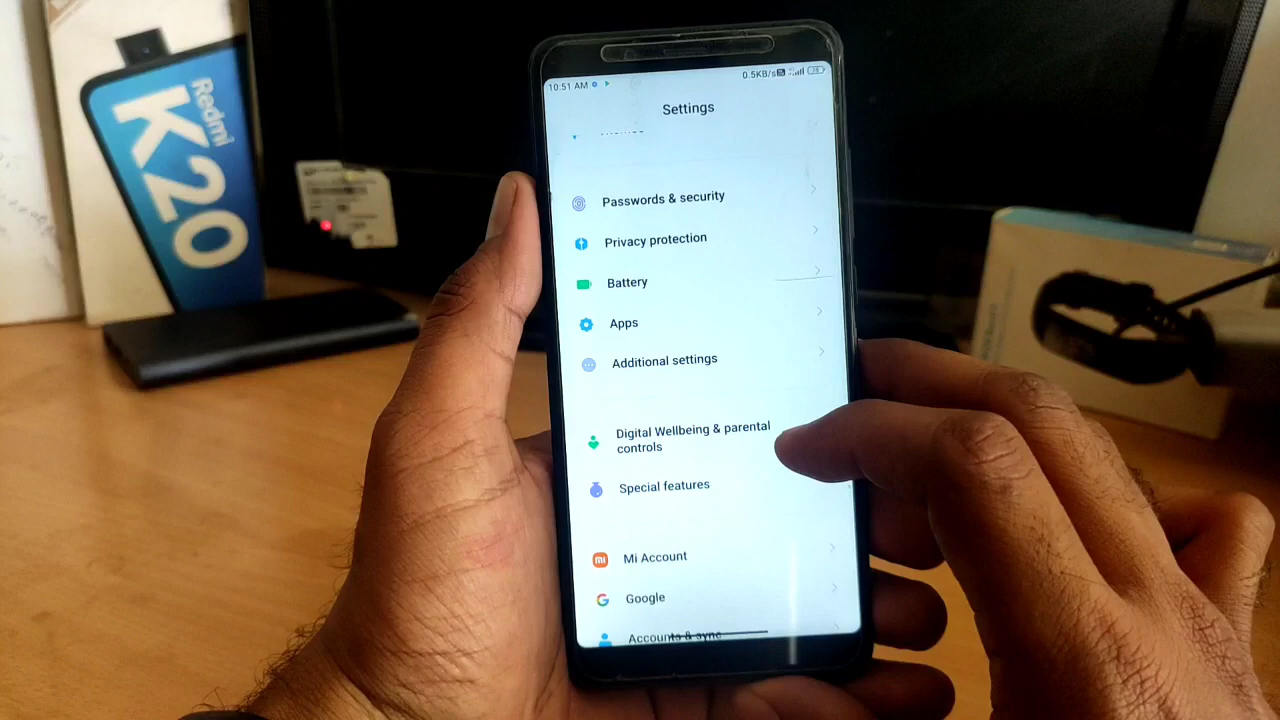 Redmi
K20
10:51 AM
0.5KB/s
Settings
Passwords & security
Privacy protection
Battery
Apps
Additional settings
Digital Wellbeing & parental
controls
Special features
mi
Mi Account
Google
Accounts & sync